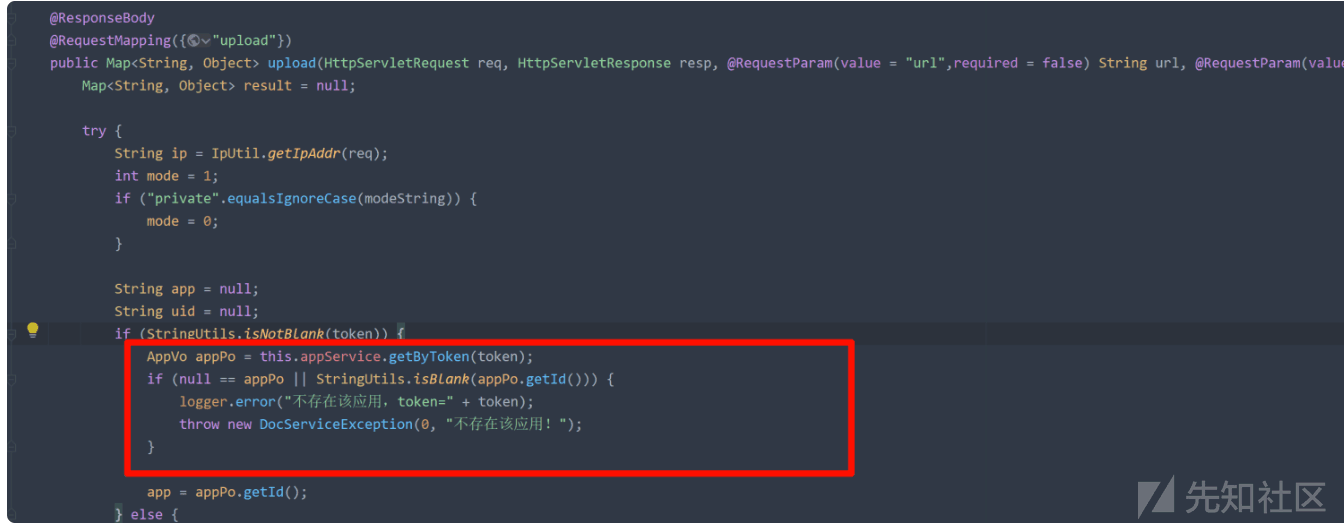 @ResponseBody
@RequestMapping({"upload"})
public Map<String, Object> upload(HttpServletRequest req, HttpServletResponse resp, @RequestParam(value = "url",required = false) String url, @RequestParam(value
Map<String, Object> result = null;
try {
String ip = IpUtil.getIpAddr(req);
int mode = 1;
if ("private".equalsIgnoreCase(modeString)) {
mode = 0;
}
String app = null;
String uid = null;
if (StringUtils.isNotBlank(token)) {
AppVo appPo = this.appService.getByToken(token);
if (null == appPo || StringUtils.isBlank(appPo.getId())) {
logger.error("不存在该应用，token=" + token);
throw new DocServiceException(0, "不存在该应用！");
}
app = appPo.getId();
} else {
先知社区